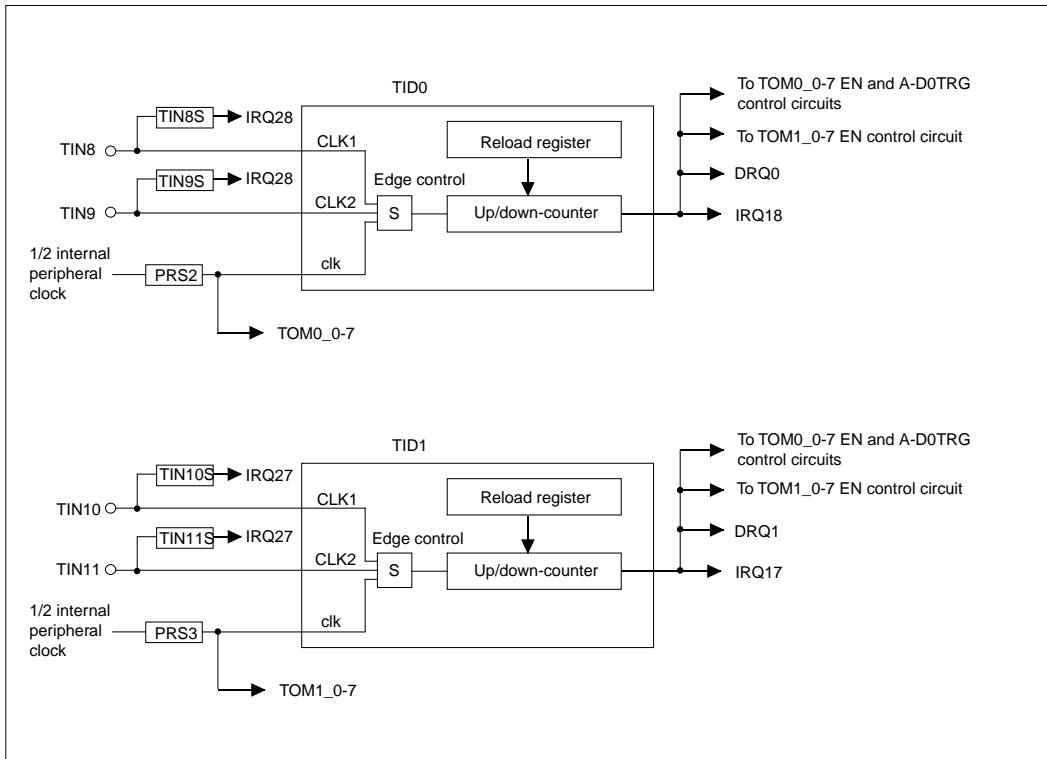 TID0
To TOM0_0-7 EN and A-D0TRG
control circuits
TIN8S
IRQ28
TIN8
CLK1
Reload register
To TOM1_0-7 EN control circuit
TIN9S
IRQ28
Edge control
DRQ0
TIN9
CLK2
S
Up/down-counter
IRQ18
1/2 internal
peripheral
clock
PRS2
clk
TOM0_0-7
TID1
To TOM0_0-7 EN and A-D0TRG
control circuits
TIN10S
IRQ27
TIN10
CLK1
Reload register
To TOM1_0-7 EN control circuit
TIN11S
IRQ27
Edge control
DRQ1
TIN11
CLK2
S
Up/down-counter
IRQ17
1/2 internal
peripheral
clock
PRS3
clk
TOM1_0-7